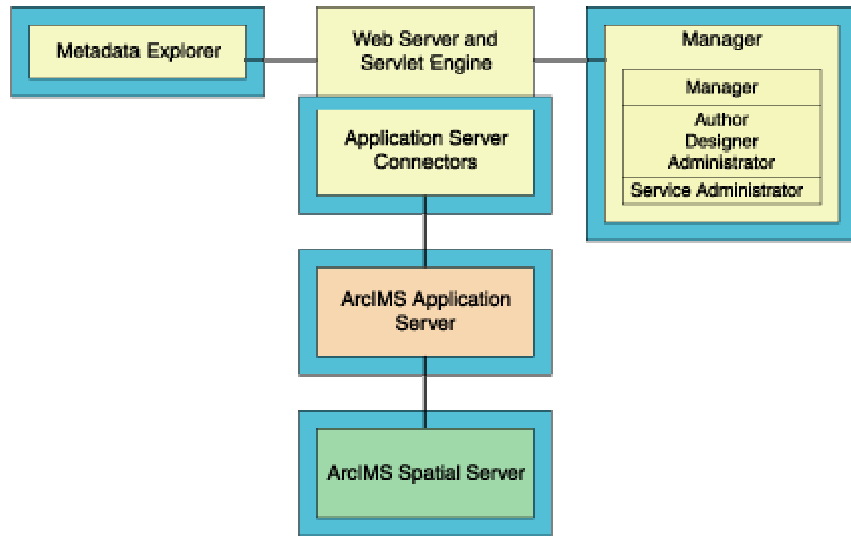 Metadata Explorer
Web Server and
Servlet Engine
Manager
Manager
Author
Designer
Administrator
Service Administrator
Application Server
Connectors
ArcIMS Application
Server
ArcIMS Spatial Server